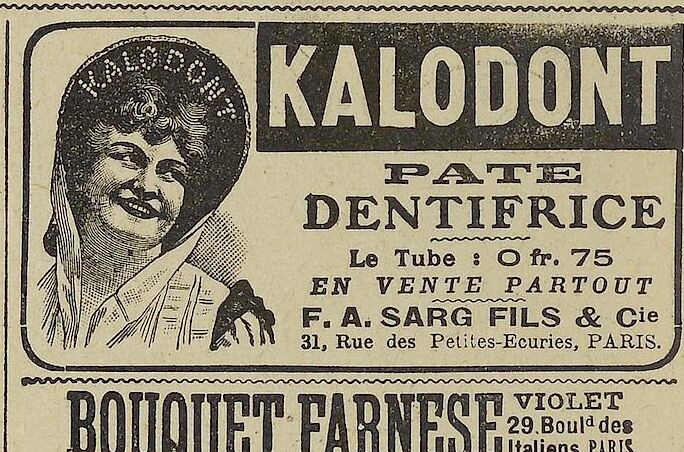 KALODONT
KALODONT
PATE
DENTIFRICE
Le Tube : 0 fr. 75
EN VENTE PARTOUT
F. A. SARG FILS & Cie
31, Rue des Petites-Ecuries, PARIS.
BOUQUET FARNESE
VIOLET
29.Boulᵈ des
Italiens PARIS